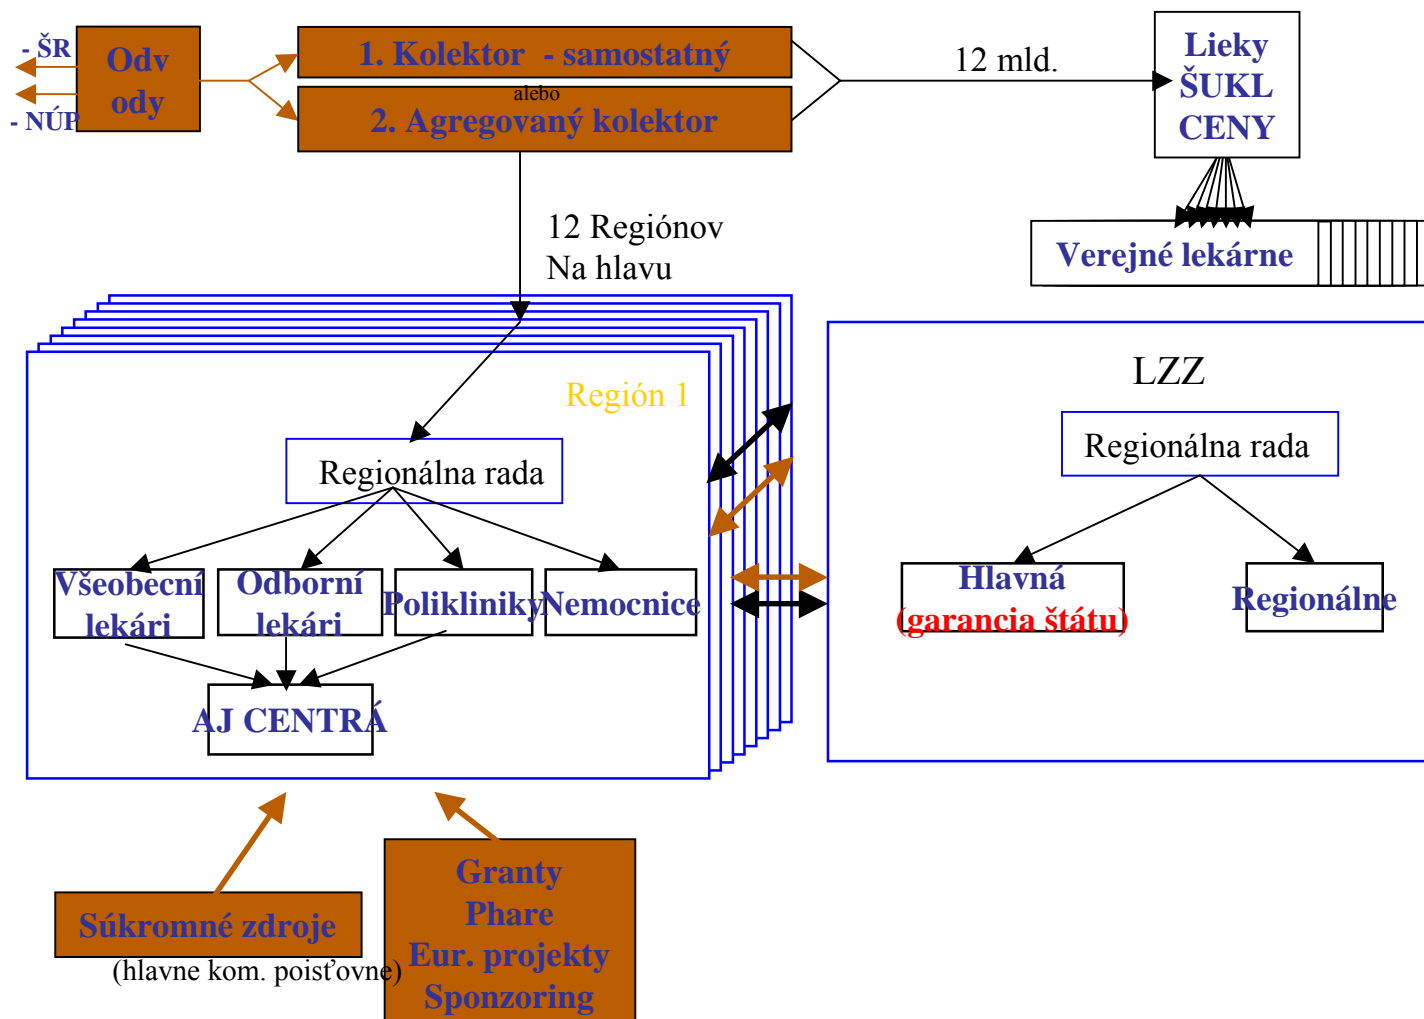 - ŠR
- NÚP
Odv
ody
1. Kolektor - samostatný
alebo
2. Agregovaný kolektor
12 mld.
Lieky
ŠUKL
CENY
Verejné lekárne
12 Regiónov
Na hlavu
Región 1
Regionálna rada
Všeobecní
lekári
Odborní
lekári
Polikliniky
Nemocnice
AJ CENTRÁ
LZZ
Regionálna rada
Hlavná
(garancia štátu)
Regionálne
Súkromné zdroje
(hlavne kom. poisťovne)
Granty
Phare
Eur. projekty
Sponzoring